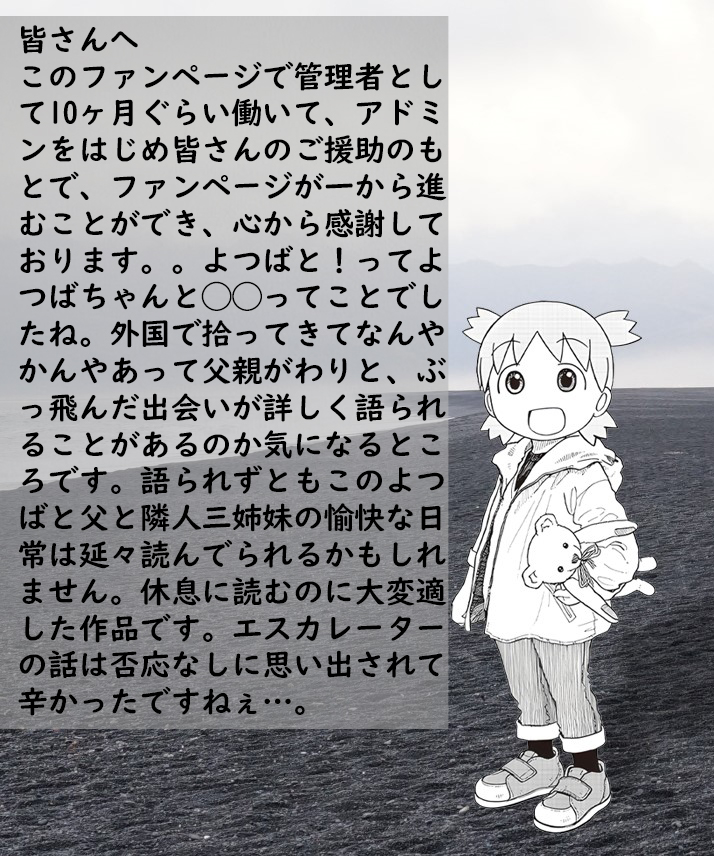 皆さんへ
このファンページで管理者とし
て10ヶ月ぐらい働いて、アドミ
ンをはじめ皆さんのご援助のも
とで、ファンページが一から進
むことができ、心から感謝して
おります。。よつばと！ってよ
つばちゃんと◯◯ってことでし
たね。外国で拾ってきてなんや
かんやあって父親がわりと、ぶ
っ飛んだ出会いが詳しく語られ
ることがあるのか気になるとこ
ろです。語られずともこのよつ
ばと父と隣人三姉妹の愉快な日
常は延々読んでられるかもしれ
ません。休息に読むのに大変適
した作品です。エスカレーター
の話は否応なしに思い出されて
辛かったですねぇ…。